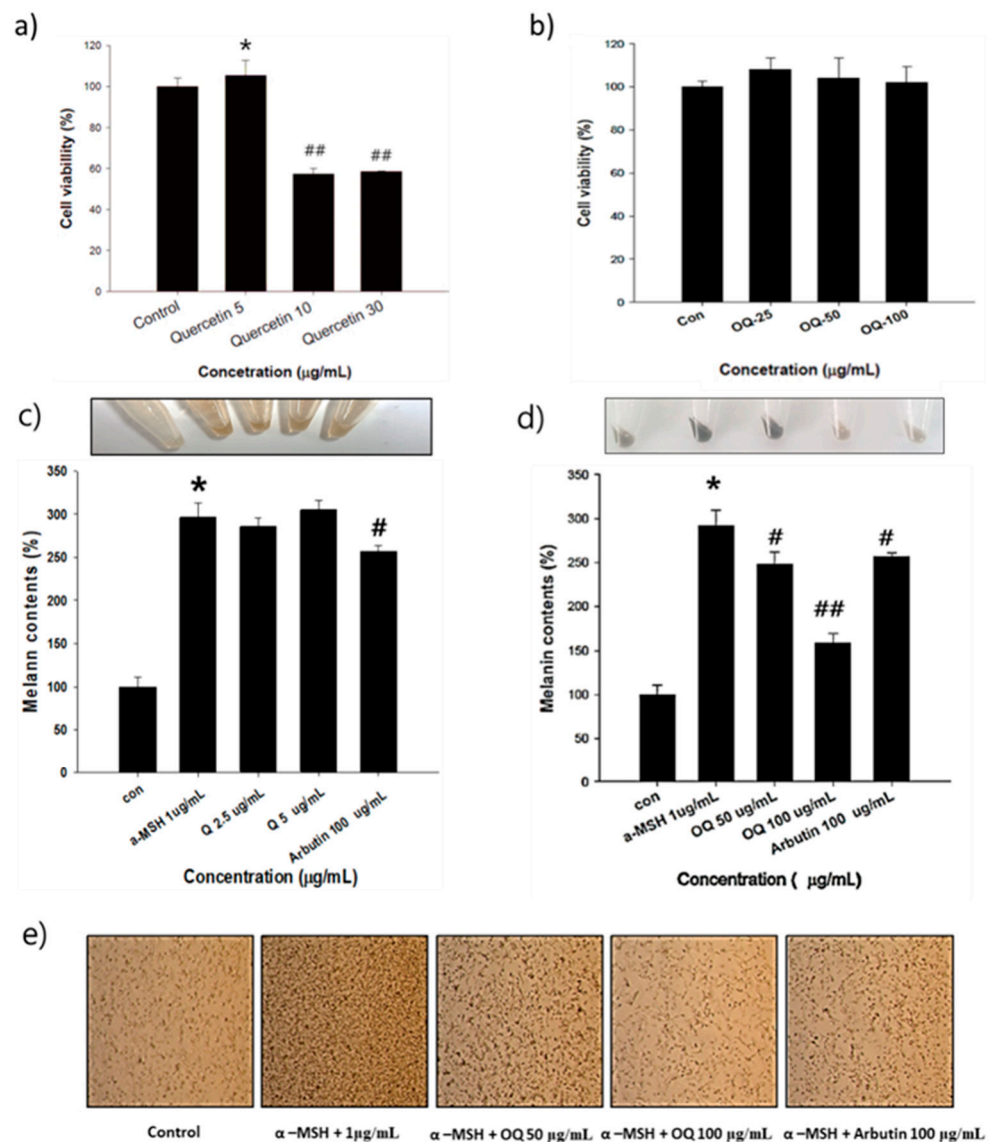 a)
*
##
##
Cell viabillity (%)
120
100
80
60
40
20
0
Control
Quercetin 5
Quercetin 10
Quercetin 30
Concetration (μg/mL)
b)
Cell viability (%)
120
100
80
60
40
20
0
Con
OQ-25
OQ-50
OQ-100
Concetration (μg/mL)
c)
*
#
Melann contents (%)
350
300
250
200
150
100
50
0
con
a-MSH 1ug/mL
Q 2.5 ug/mL
Q 5 ug/mL
Arbutin 100 ug/mL
Concentration (μg/mL)
d)
*
#
##
#
Melanin contents (%)
350
300
250
200
150
100
50
0
con
a-MSH 1ug/mL
OQ 50 ug/mL
OQ 100 ug/mL
Arbutin 100 ug/mL
Concentration ( μg/mL)
e)
Control
α –MSH + 1μg/mL
α –MSH + OQ 50 μg/mL
α –MSH + OQ 100 μg/mL
α –MSH + Arbutin 100 μg/mL